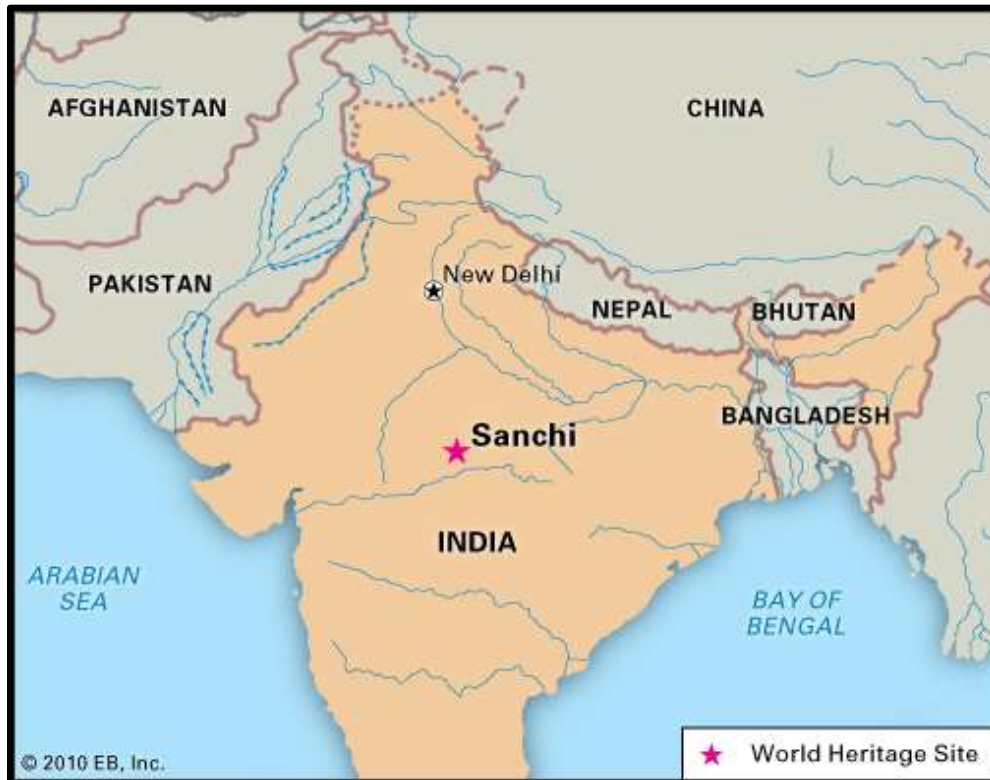 AFGHANISTAN
CHINA
PAKISTAN
New Delhi
NEPAL
BHUTAN
BANGLADESH
Sanchi
INDIA
ARABIAN
SEA
BAY OF
BENGAL
© 2010 EB, Inc.
World Heritage Site